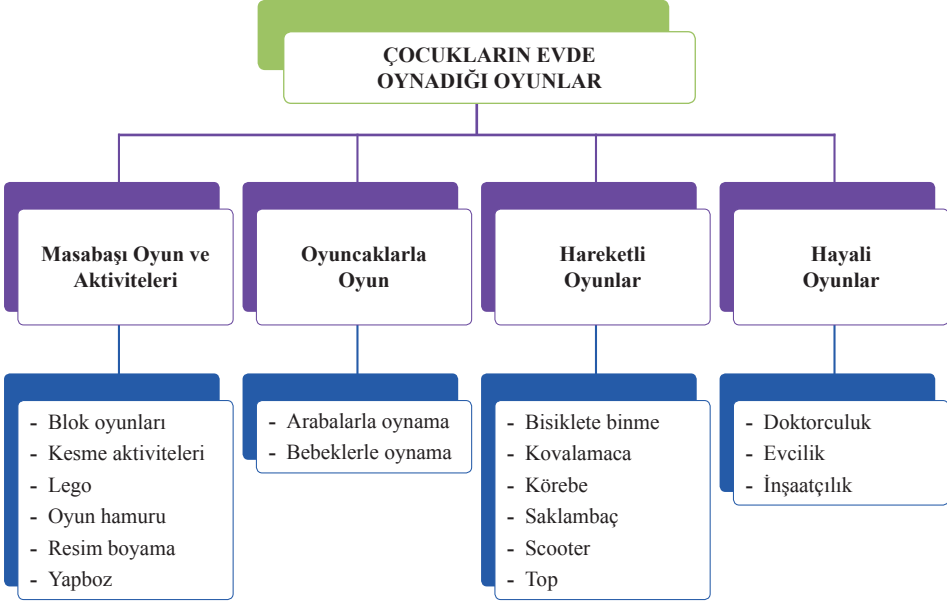 ÇOCUKLARIN EVDE
OYNADIĞI OYUNLAR
Masabaşı Oyun ve
Aktiviteleri
Oyuncaklarla
Oyun
Hareketli
Oyunlar
Hayali
Oyunlar
- Blok oyunları
- Kesme aktiviteleri
- Lego
- Oyun hamuru
- Resim boyama
- Yapboz
- Arabalarla oynama
- Bebeklerle oynama
- Bisiklete binme
- Kovalamaca
- Körebe
- Saklambaç
- Scooter
- Top
- Doktorculuk
- Evcilik
- İnşaatçılık